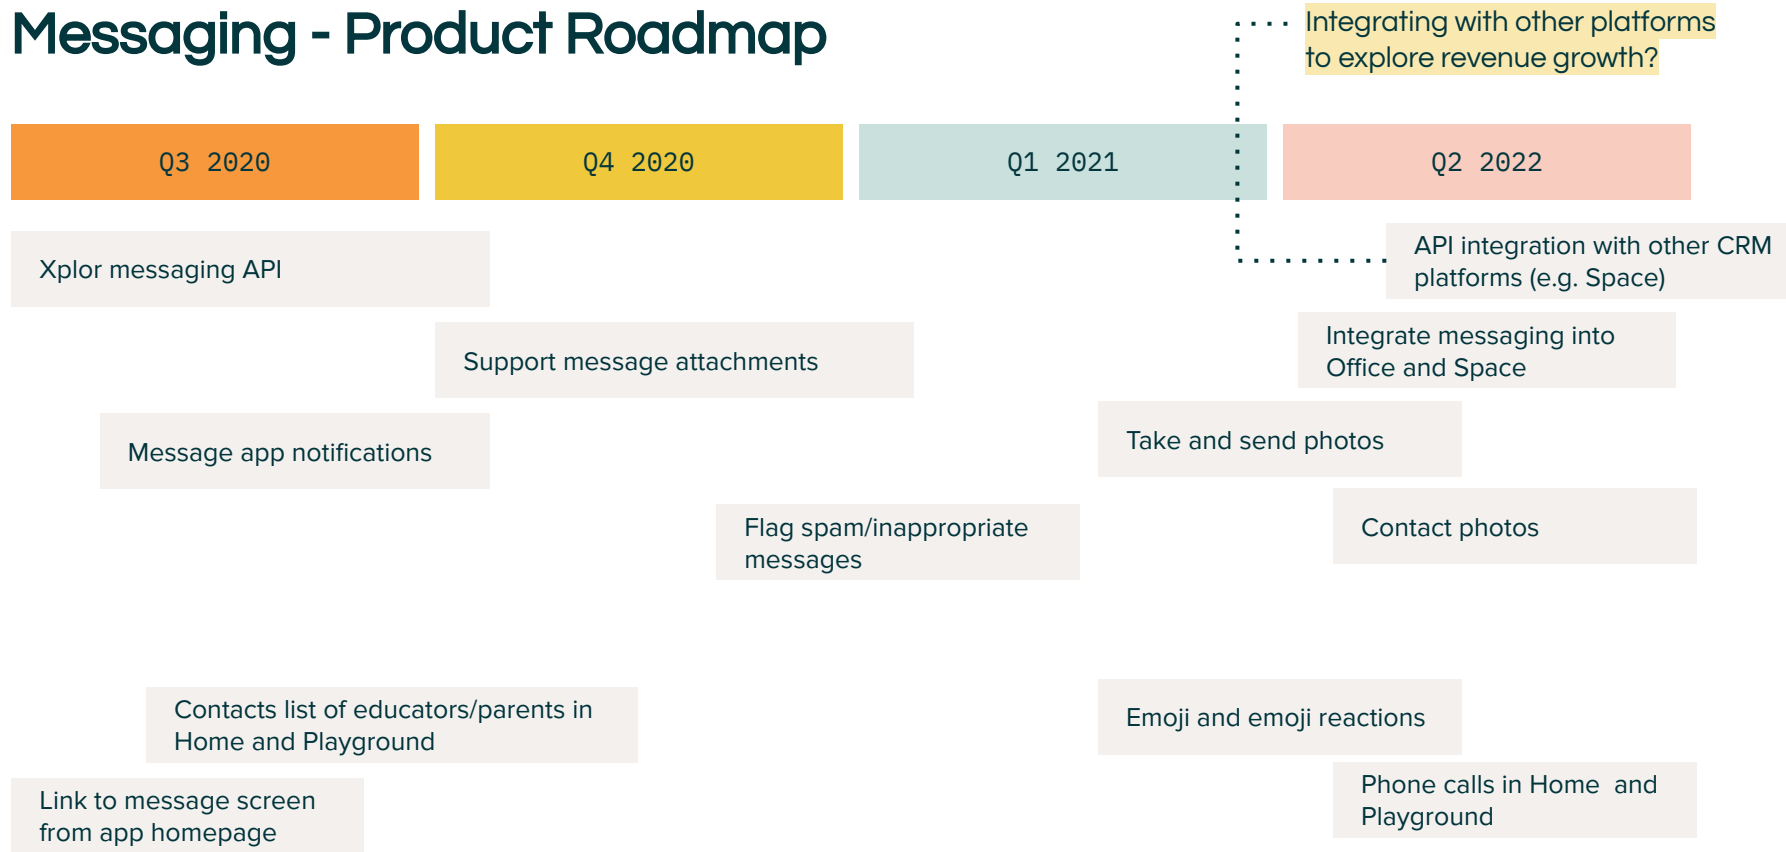 Messaging - Product Roadmap
Integrating with other platforms
to explore revenue growth?
Q3 2020
Q4 2020
Q1 2021
Q2 2022
Xplor messaging API
API integration with other CRM
platforms (e.g. Space)
Support message attachments
Integrate messaging into
Office and Space
Message app notifications
Take and send photos
Flag spam/inappropriate
messages
Contact photos
Contacts list of educators/parents in
Home and Playground
Emoji and emoji reactions
Link to message screen
from app homepage
Phone calls in Home  and
Playground